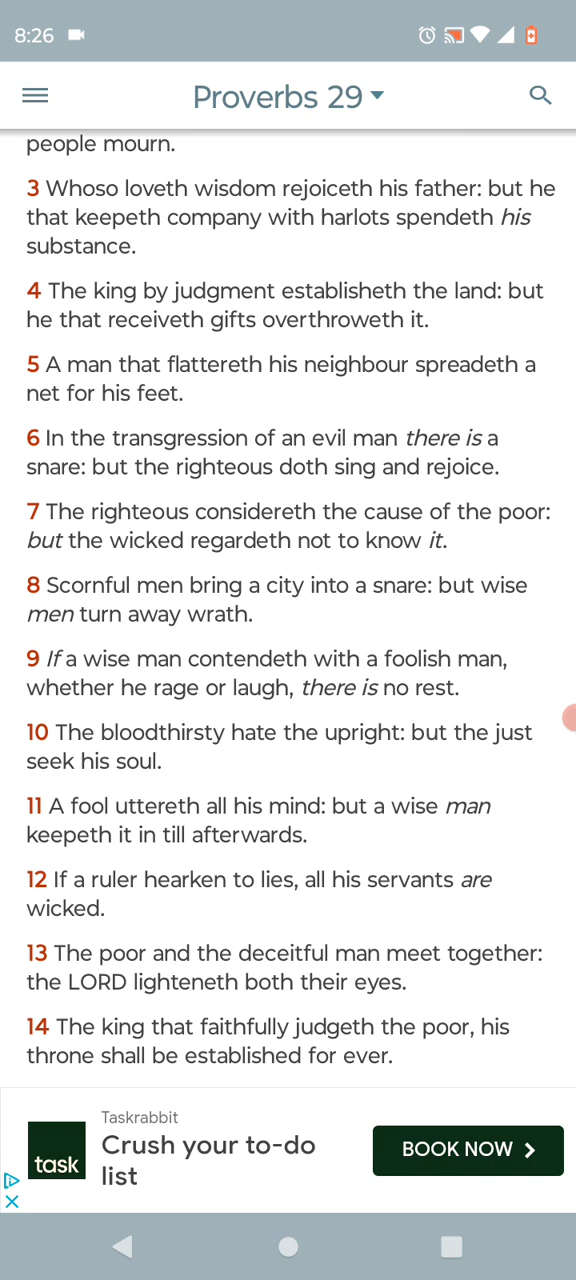 8:26
Proverbs 29
people mourn.
3 Whoso loveth wisdom rejoiceth his father: but he
that keepeth company with harlots spendeth his
substance.
4 The king by judgment establisheth the land: but
he that receiveth gifts overthroweth it.
5 A man that flattereth his neighbour spreadeth a
net for his feet.
6 In the transgression of an evil man there is a
snare: but the righteous doth sing and rejoice.
7 The righteous considereth the cause of the poor:
but the wicked regardeth not to know it.
8 Scornful men bring a city into a snare: but wise
men turn away wrath.
9 If a wise man contendeth with a foolish man,
whether he rage or laugh, there is no rest.
10 The bloodthirsty hate the upright: but the just
seek his soul.
11 A fool uttereth all his mind: but a wise man
keepeth it in till afterwards.
12 If a ruler hearken to lies, all his servants are
wicked.
13 The poor and the deceitful man meet together:
the LORD lighteneth both their eyes.
14 The king that faithfully judgeth the poor, his
throne shall be established for ever.
Taskrabbit
Crush your to-do
list
task
BOOK NOW